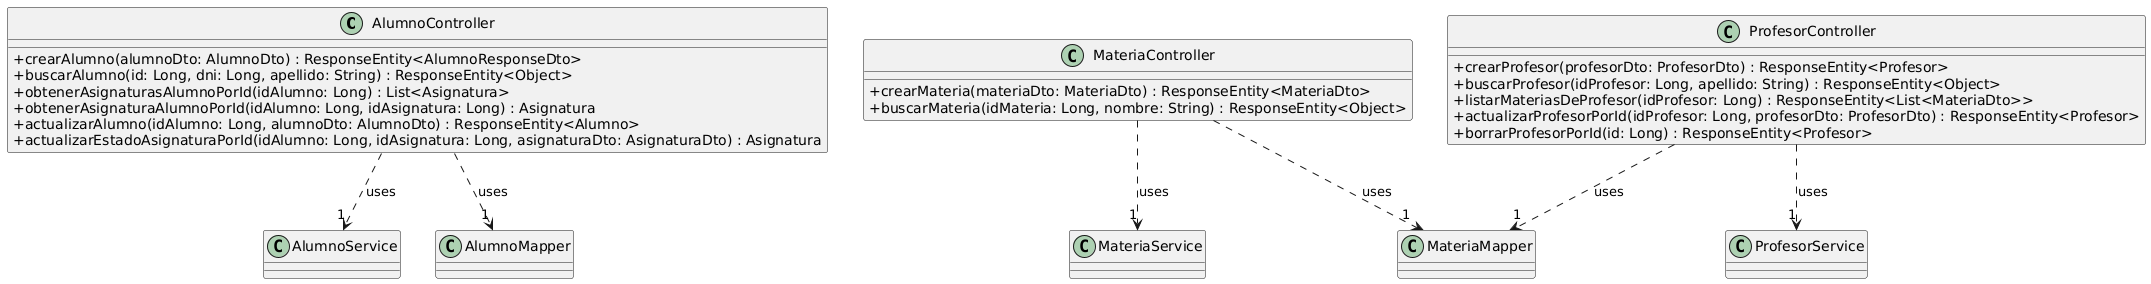 C AlumnoController
+crearAlumno(alumnoDto: AlumnoDto) : ResponseEntity<AlumnoResponseDto>
+buscarAlumno(id: Long, dni: Long, apellido: String) : ResponseEntity<Object>
+obtenerAsignaturasAlumnoPorId(idAlumno: Long) : List<Asignatura>
+obtenerAsignaturaAlumnoPorId(idAlumno: Long, idAsignatura: Long) : Asignatura
+actualizarAlumno(idAlumno: Long, alumnoDto: AlumnoDto) : ResponseEntity<Alumno>
+actualizarEstadoAsignaturaPorId(idAlumno: Long, idAsignatura: Long, asignaturaDto: AsignaturaDto) : Asignatura
C MateriaController
+crearMateria(materiaDto: MateriaDto) : ResponseEntity<MateriaDto>
+buscarMateria(idMateria: Long, nombre: String) : ResponseEntity<Object>
C ProfesorController
+crearProfesor(profesorDto: ProfesorDto) : ResponseEntity<Profesor>
+buscarProfesor(idProfesor: Long, apellido: String) : ResponseEntity<Object>
+listarMateriasDeProfesor(idProfesor: Long) : ResponseEntity<List<MateriaDto>>
+actualizarProfesorPorId(idProfesor: Long, profesorDto: ProfesorDto) : ResponseEntity<Profesor>
+borrarProfesorPorId(id: Long) : ResponseEntity<Profesor>
uses
uses
uses
uses
uses
uses
1
1
1
1
1
1
C AlumnoService
C AlumnoMapper
C MateriaService
C MateriaMapper
C ProfesorService